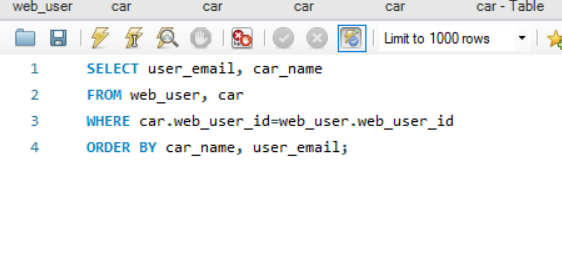 web_user car car car car car - Table
Limit to 1000 rows
1 SELECT user_email, car_name
2 FROM web_user, car
3 WHERE car.web_user_id=web_user.web_user_id
4 ORDER BY car_name, user_email;